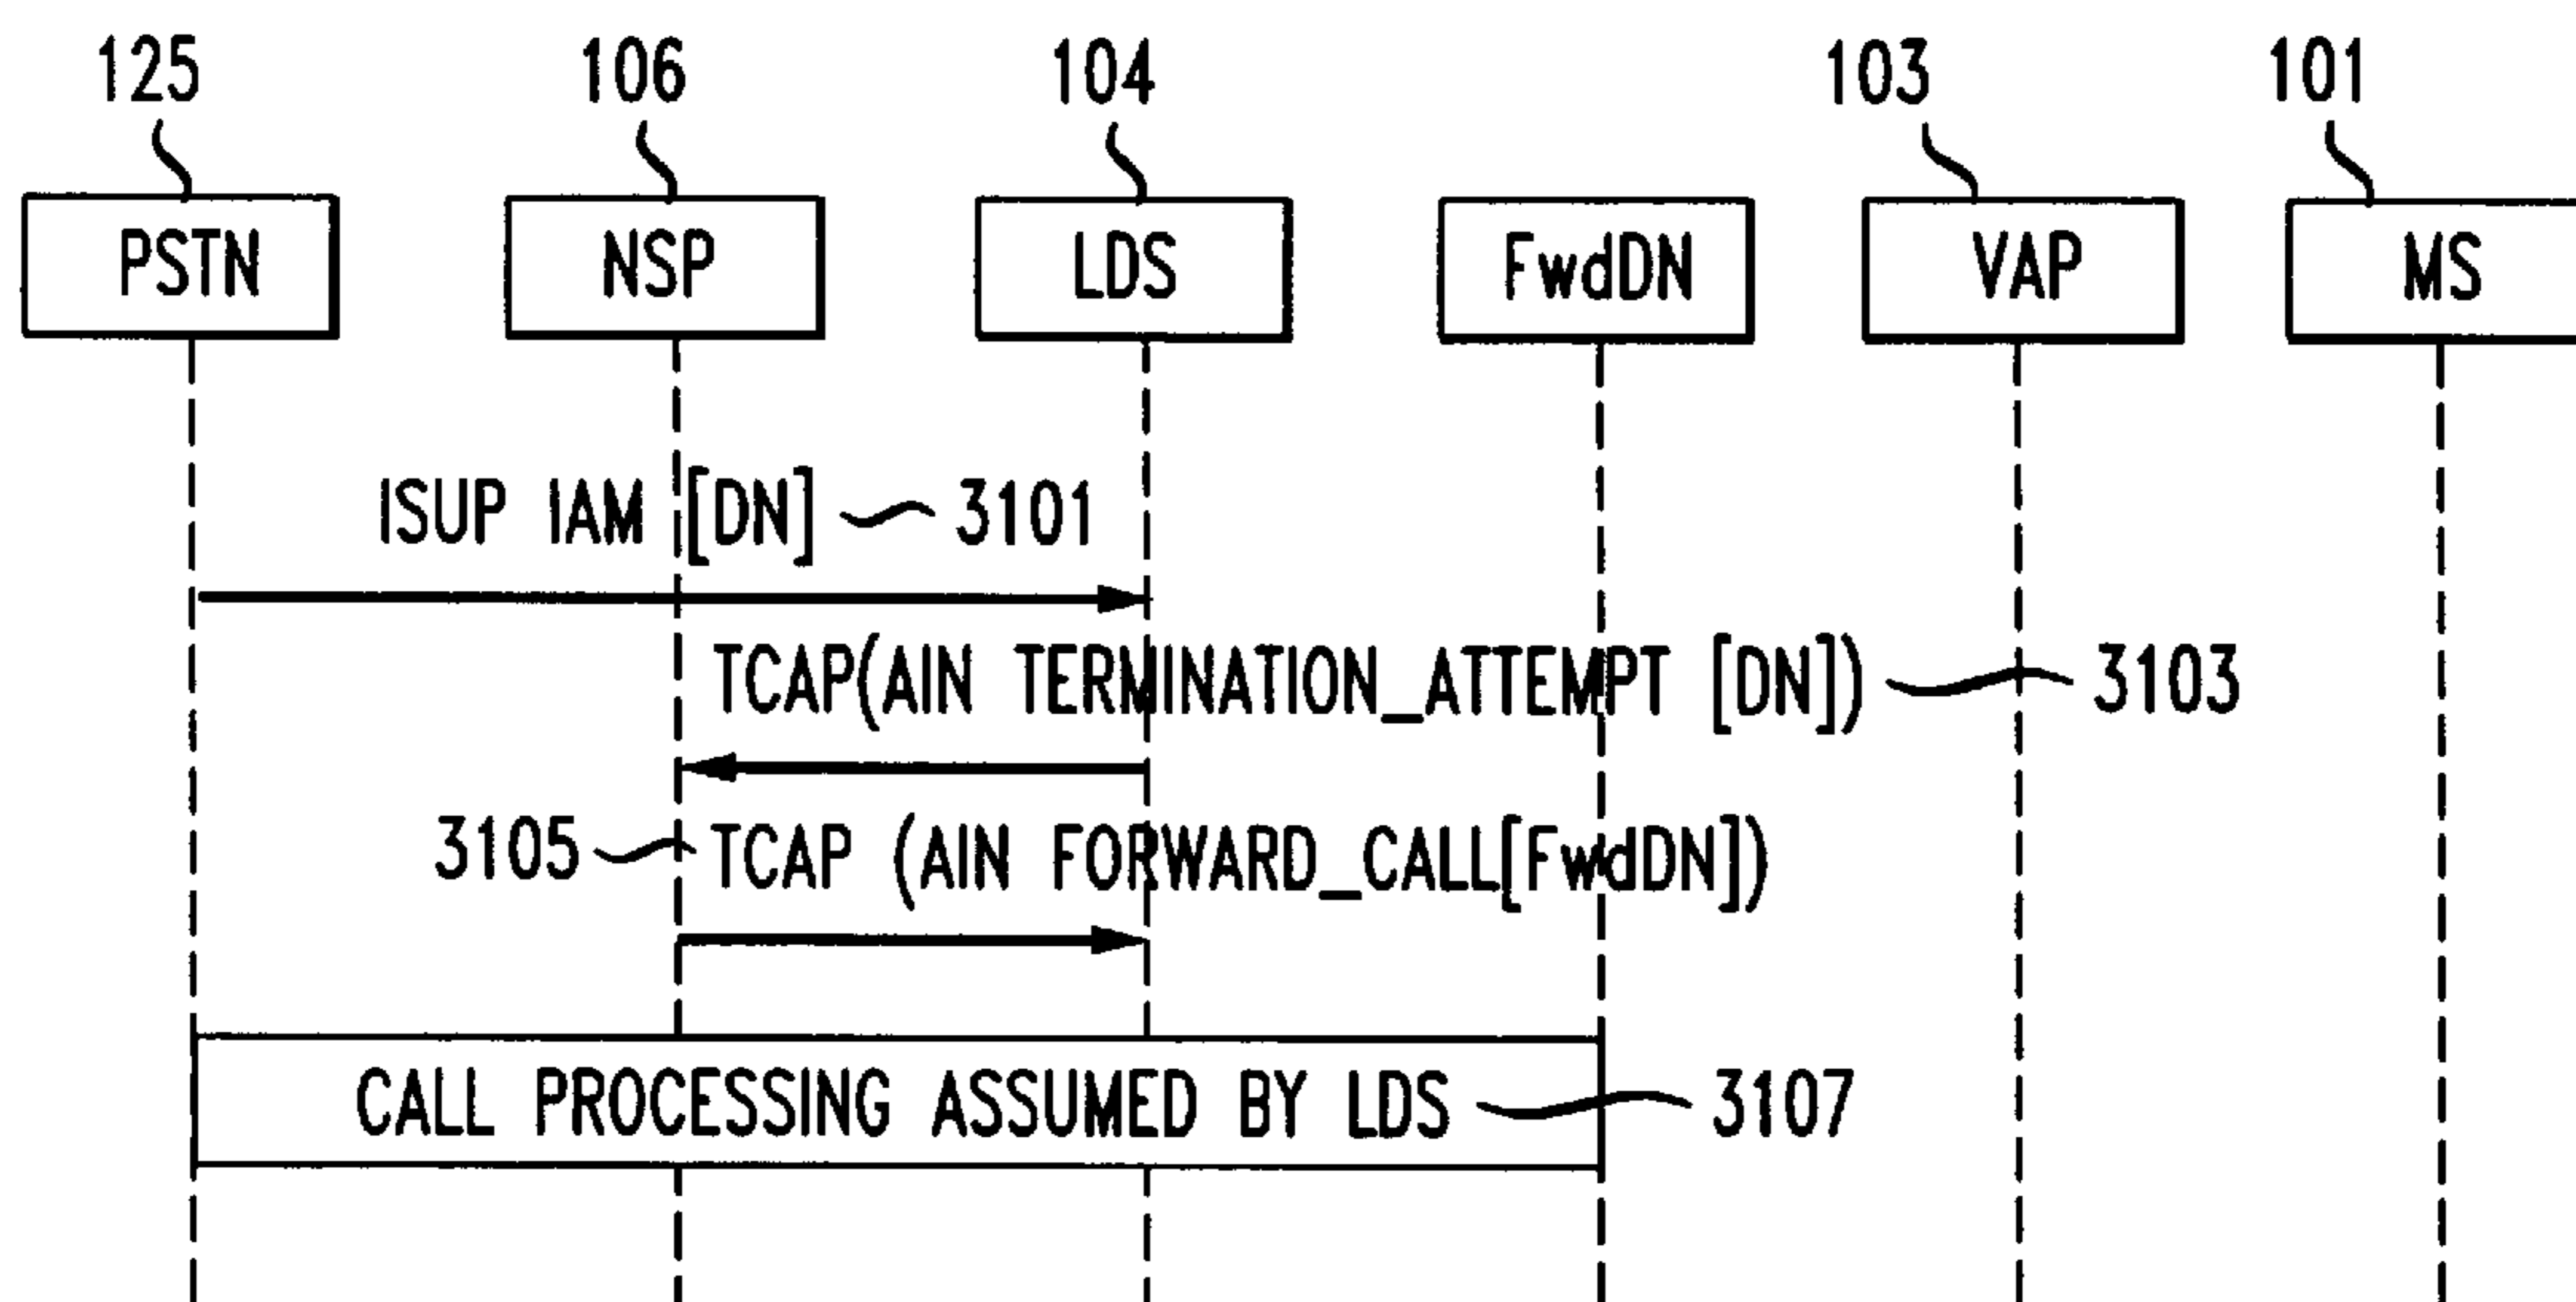 125 106 104 103 101
PSTN NSP LDS FwdDN VAP MS
ISUP IAM [DN] 3101
TCAP(AIN TERMINATION_ATTEMPT [DN]) 3103
3105 TCAP (AIN FORWARD_CALL[FwdDN])
CALL PROCESSING ASSUMED BY LDS 3107